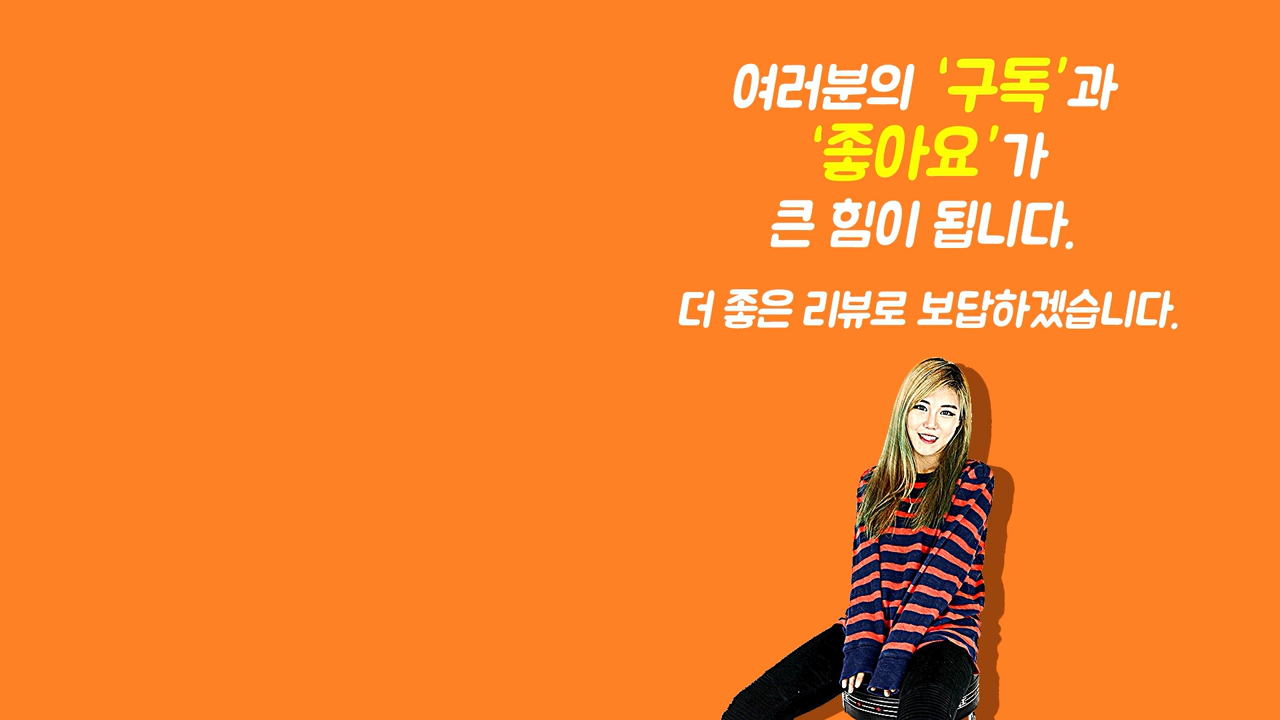 여러분의 '구독'과
'좋아요'가
큰 힘이 됩니다.
더 좋은 리뷰로 보답하겠습니다.